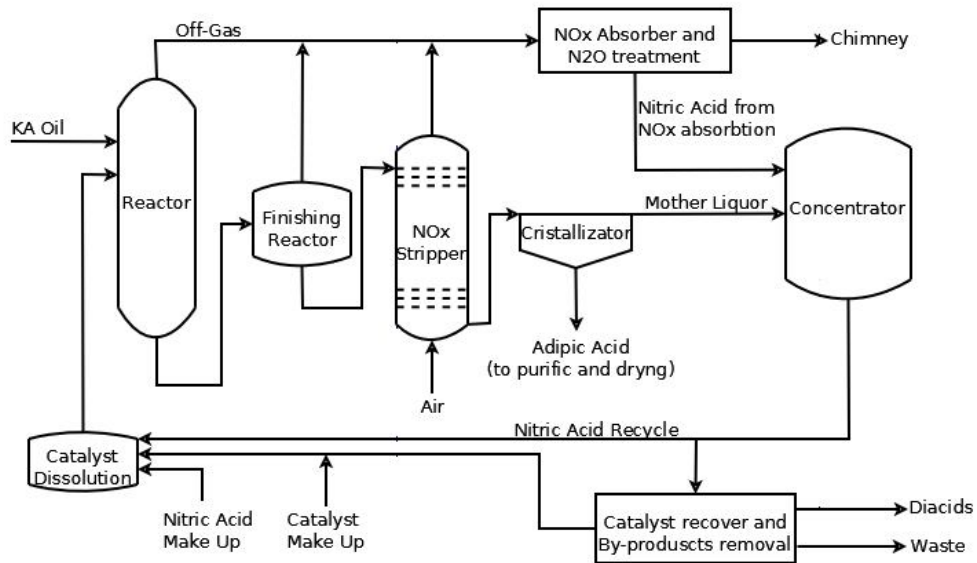 Off-Gas
NOx Absorber and
N2O treatment
Chimney
KA Oil
Nitric Acid from
NOx absorbtion
Reactor
Finishing
Reactor
NOx
Stripper
Mother Liquor
Cristallizator
Concentrator
Adipic Acid
(to purific and dryng)
Air
Nitric Acid Recycle
Catalyst
Dissolution
Nitric Acid
Make Up
Catalyst
Make Up
Catalyst recover and
By-produscts removal
Diacids
Waste